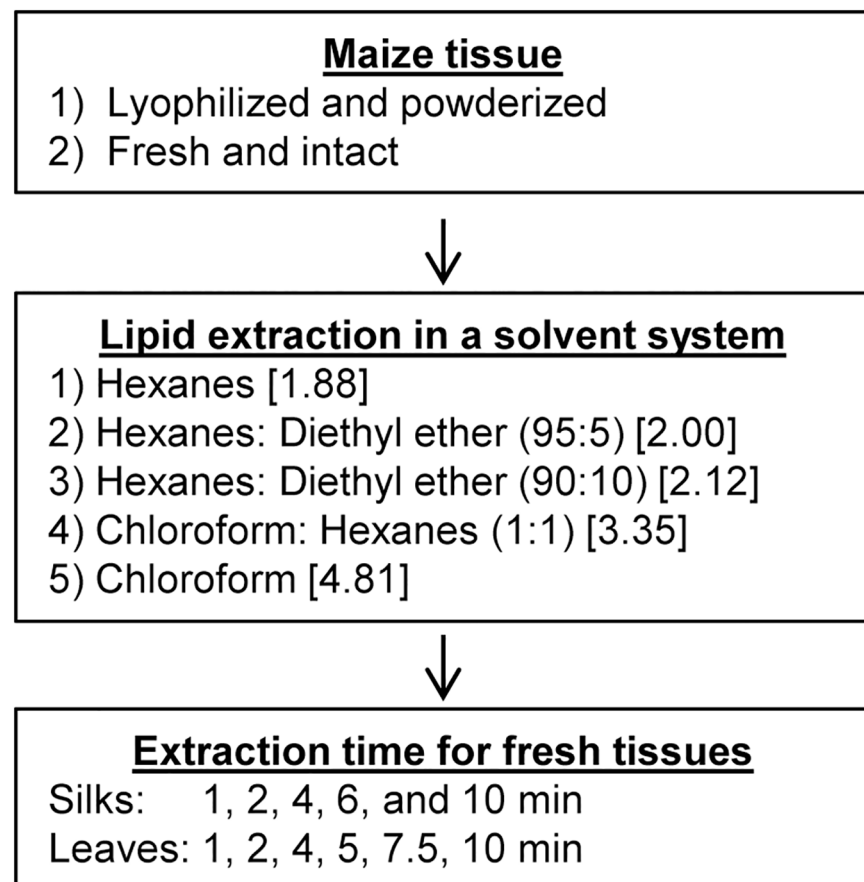 Maize tissue
1) Lyophilized and powderized
2) Fresh and intact
Lipid extraction in a solvent system
1) Hexanes [1.88]
2) Hexanes: Diethyl ether (95:5) [2.00]
3) Hexanes: Diethyl ether (90:10) [2.12]
4) Chloroform: Hexanes (1:1) [3.35]
5) Chloroform [4.81]
Extraction time for fresh tissues
Silks: 1, 2, 4, 6, and 10 min
Leaves: 1, 2, 4, 5, 7.5, 10 min